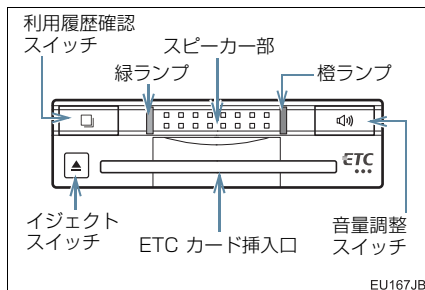 利用履歴確認
スイッチ
スピーカー部
緑ランプ
橙ランプ
ETC
イジェクト
スイッチ
ETC カード挿入口
音量調整
スイッチ
EU167JB